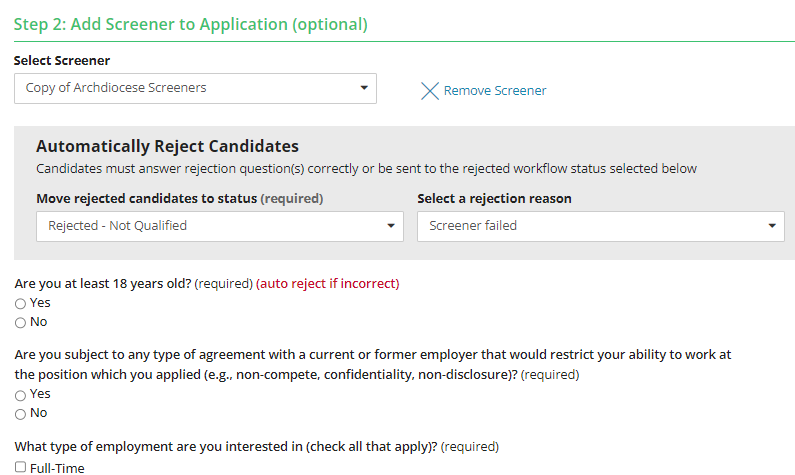 Step 2: Add Screener to Application (optional)
Select Screener
Copy of Archdiocese Screeners
Remove Screener
Automatically Reject Candidates
Candidates must answer rejection question(s) correctly or be sent to the rejected workflow status selected below
Move rejected candidates to status (required)
Select a rejection reason
Rejected - Not Qualified
Screener failed
Are you at least 18 years old? (required) (auto reject if incorrect)
Yes
No
Are you subject to any type of agreement with a current or former employer that would restrict your ability to work at
the position which you applied (e.g., non-compete, confidentiality, non-disclosure)? (required)
Yes
No
What type of employment are you interested in (check all that apply)? (required)
Full-Time